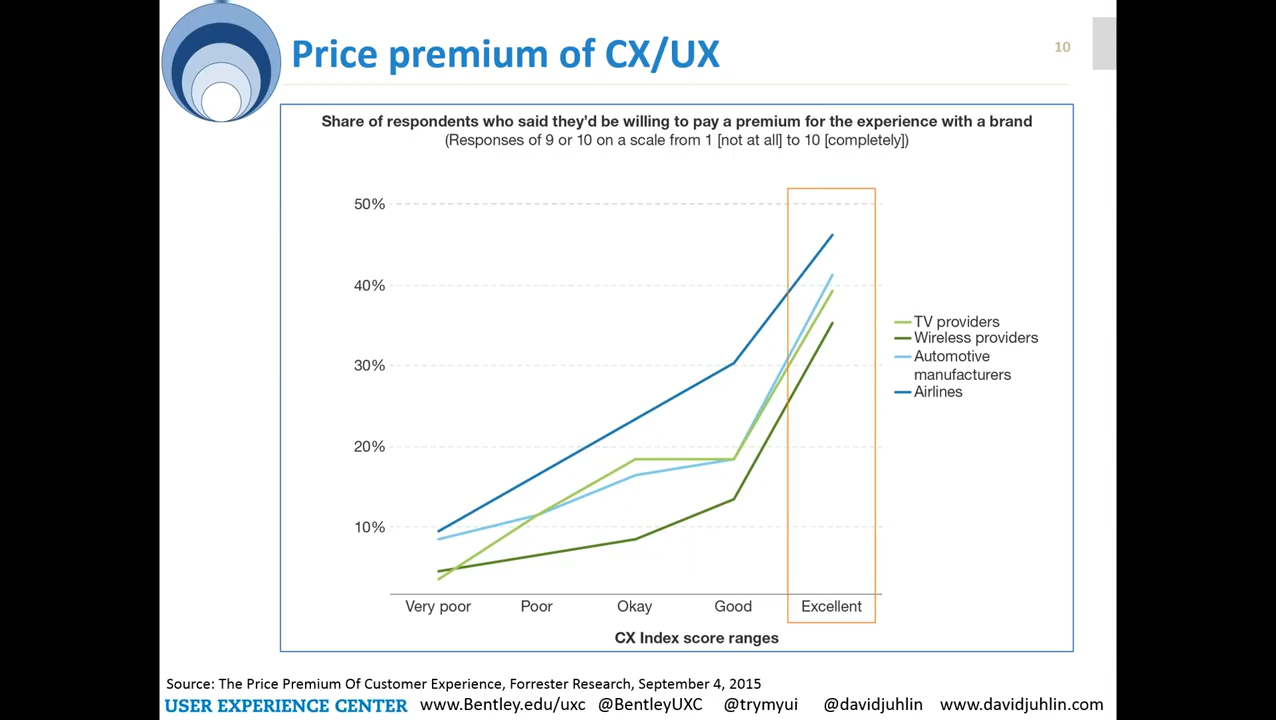 Price premium of CX/UX
10
Share of respondents who said they’d be willing to pay a premium for the experience with a brand
(Responses of 9 or 10 on a scale from 1 [not at all] to 10 [completely])
50%
40%
30%
20%
10%
TV providers
Wireless providers
Automotive
manufacturers
Airlines
Very poor Poor Okay Good Excellent
CX Index score ranges
Source: The Price Premium Of Customer Experience, Forrester Research, September 4, 2015
USER EXPERIENCE CENTER www.Bentley.edu/uxc @BentleyUXC @trymyui @davidjuhlin www.davidjuhlin.com